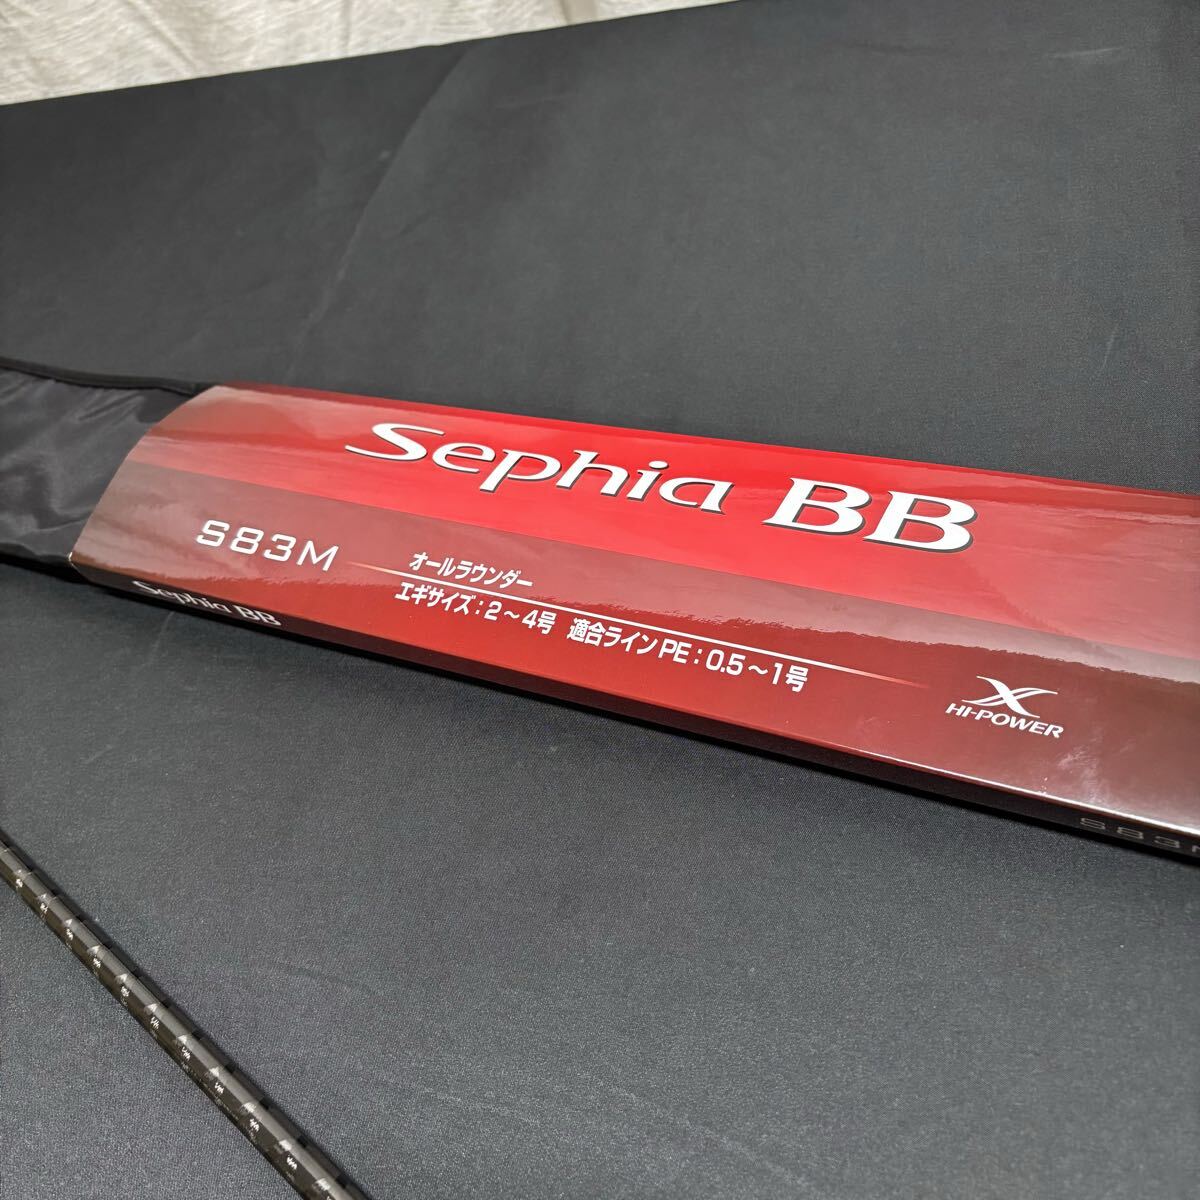 Sephia BB
S83M
オールラウンダー
エギサイズ：2～4号 適合ラインPE：0.5～1号
X
HI-POWER
Sephia BB
S83M